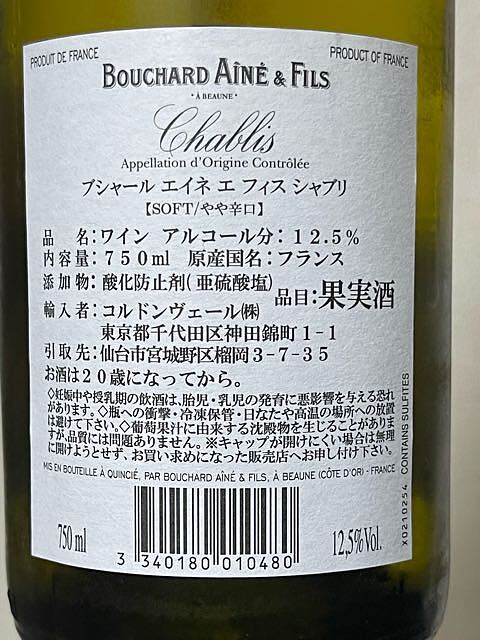 PRODUIT DE FRANCE PRODUCT OF FRANCE
BOUCHARD AÎNÉ & FILS
• À BEAUNE •
Chablis
Appellation d'Origine Contrôlée
ブシャール エイネ エ フィス シャブリ
【SOFT/やや辛口】
品 名:ワイン アルコール分:12.5%
内容量:750ml 原産国名:フランス
添加物:酸化防止剤(亜硫酸塩)
品目:果実酒
輸入者:コルドンヴェール㈱
東京都千代田区神田錦町1-1
引取先:仙台市宮城野区榴岡3-7-35
お酒は20歳になってから。
◇妊娠中や授乳期の飲酒は、胎児・乳児の発育に悪影響を与える恐れ
があります。◇瓶への衝撃・冷凍保管・日なたや高温の場所への放置
は避けて下さい。◇葡萄果汁に由来する沈殿物を生じることがありま
すが、品質には問題ありません。※キャップが開けにくい場合は無理
に開けようとせず、お買い求めになった販売店へお申し付け下さい。
MIS EN BOUTEILLE À QUINCIÉ, PAR BOUCHARD AÎNÉ & FILS, À BEAUNE (CÔTE D'OR) - FRANCE
X0210254 CONTAINS SULFITES
750 ml
12,5% Vol.
3 340180 010480